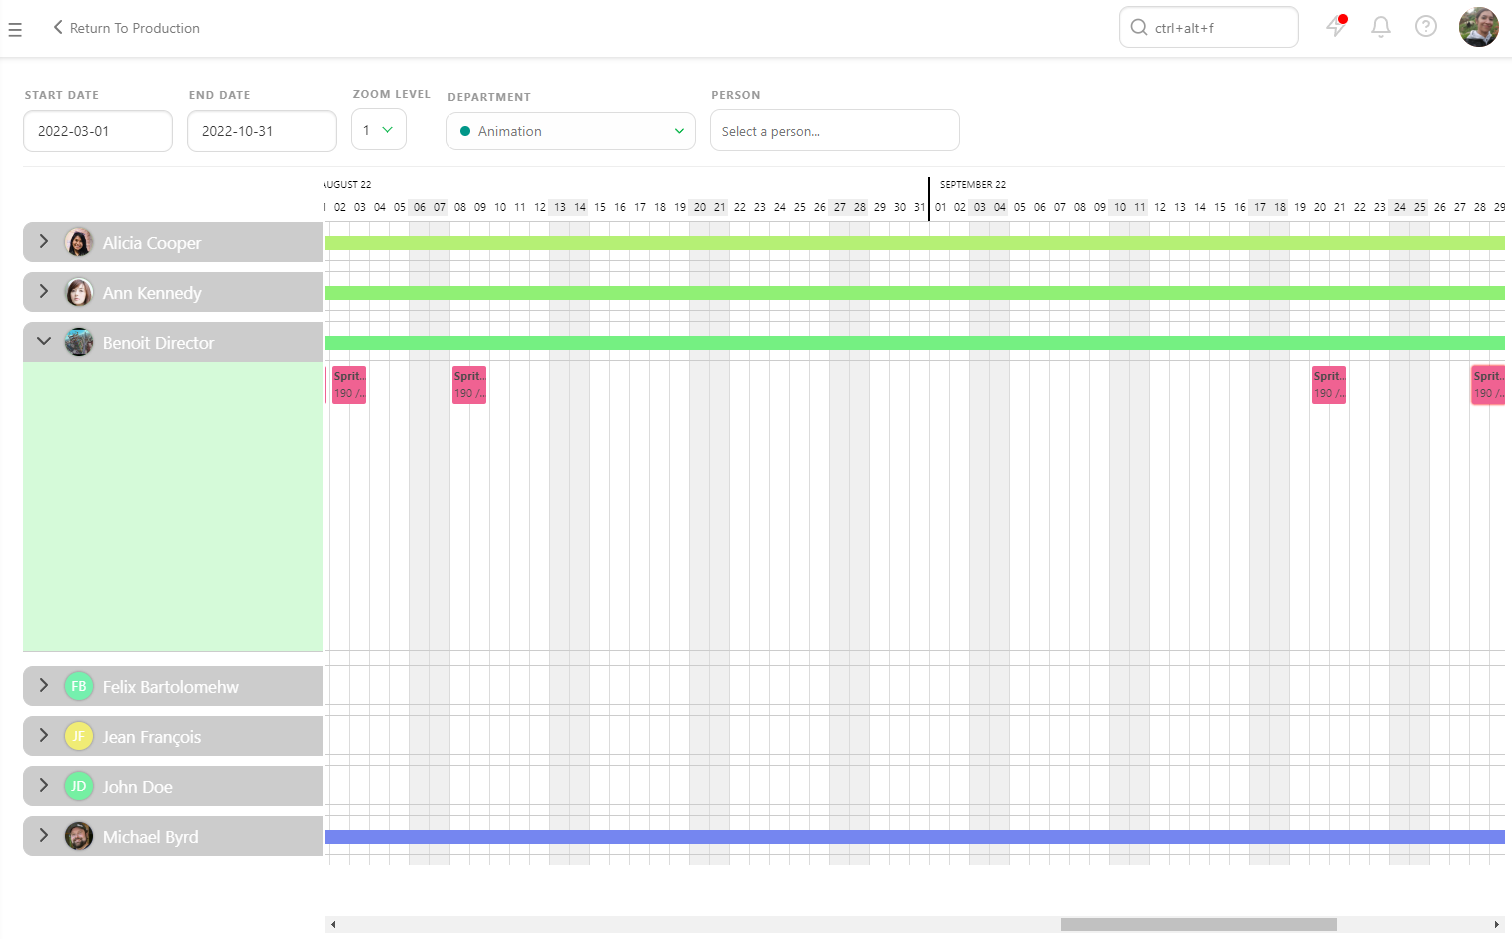 Return To Production
ctrl+alt+f
START DATE
END DATE
ZOOM LEVEL
DEPARTMENT
PERSON
2022-03-01
2022-10-31
1
Animation
Select a person...
AUGUST 22
SEPTEMBER 22
02 03 04 05 06 07 08 09 10 11 12 13 14 15 16 17 18 19 20 21 22 23 24 25 26 27 28 29 30 31 01 02 03 04 05 06 07 08 09 10 11 12 13 14 15 16 17 18 19 20 21 22 23 24 25 26 27 28 29
Alicia Cooper
Ann Kennedy
Benoit Director
Sprit... Sprit... Sprit... Sprit...
190 /... 190 /... 190 /... 190 /...
FB Felix Bartolomehw
JF Jean François
JD John Doe
Michael Byrd